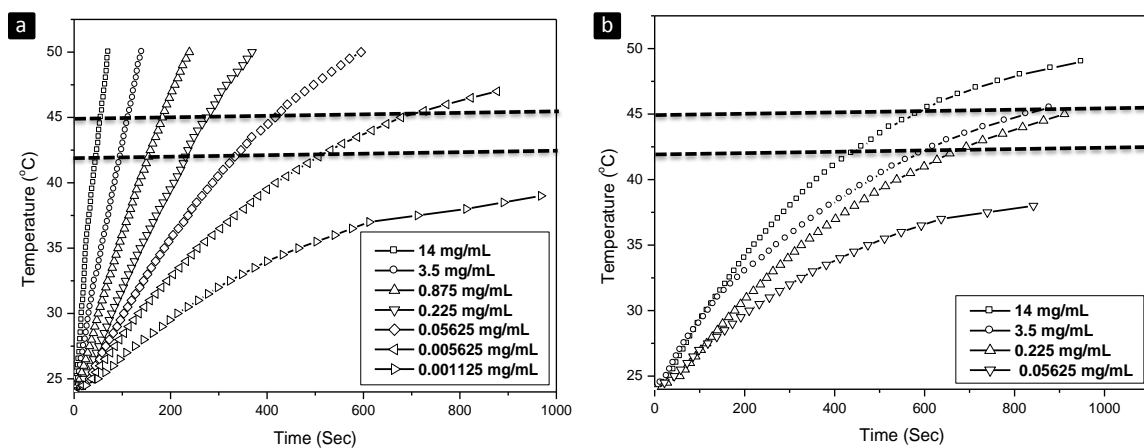 a
50
45
40
35
30
25
0
200
400
600
800
1000
Temperature (°C)
Time (Sec)
14 mg/mL
3.5 mg/mL
0.875 mg/mL
0.225 mg/mL
0.05625 mg/mL
0.005625 mg/mL
0.001125 mg/mL
b
50
45
40
35
30
25
0
200
400
600
800
1000
Temperature (°C)
Time (Sec)
14 mg/mL
3.5 mg/mL
0.225 mg/mL
0.05625 mg/mL